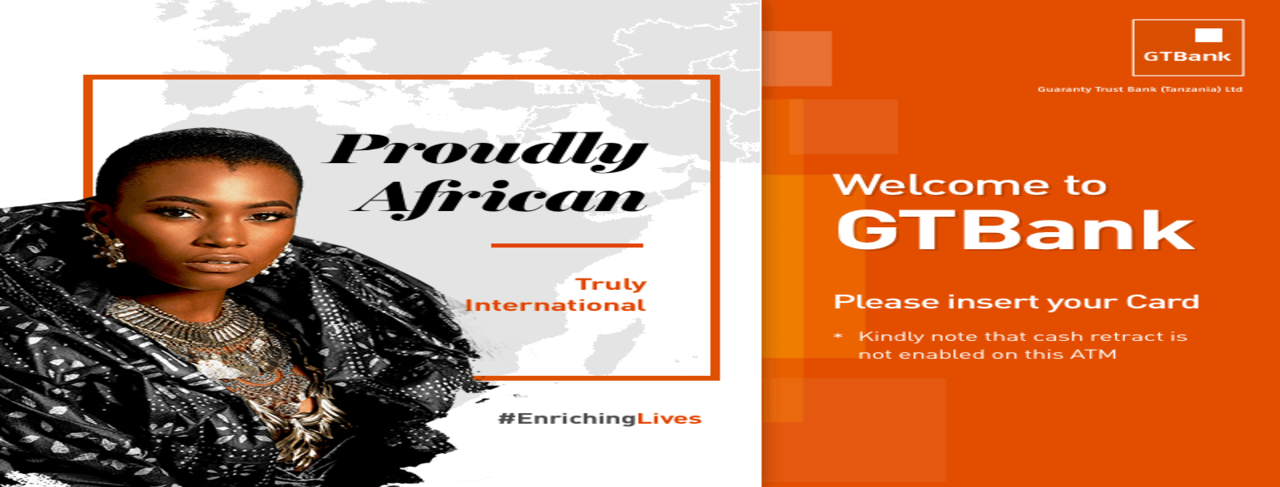 Proudly
African
Truly
International
#EnrichingLives
GTBank
Guaranty Trust Bank (Tanzania) Ltd
Welcome to
GTBank
Please insert your Card
* Kindly note that cash retract is
not enabled on this ATM